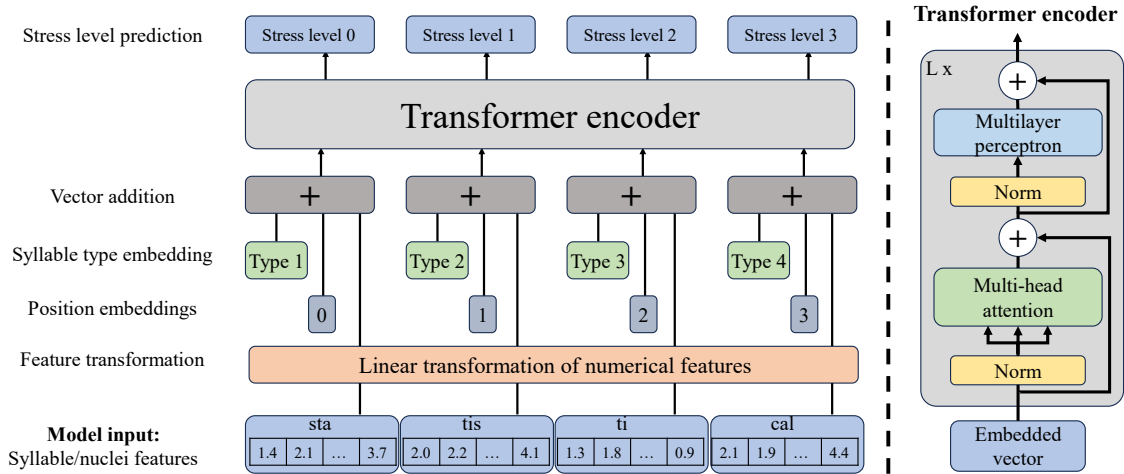 Stress level prediction
Stress level 0
Stress level 1
Stress level 2
Stress level 3
Transformer encoder
Vector addition
+
+
+
+
Syllable type embedding
Type 1
Type 2
Type 3
Type 4
Position embeddings
0
1
2
3
Feature transformation
Linear transformation of numerical features
Model input:
Syllable/nuclei features
sta
1.4 2.1 … 3.7
tis
2.0 2.2 … 4.1
ti
1.3 1.8 … 0.9
cal
2.1 1.9 … 4.4
Transformer encoder
L x
+
Multilayer
perceptron
Norm
+
Multi-head
attention
Norm
Embedded
vector